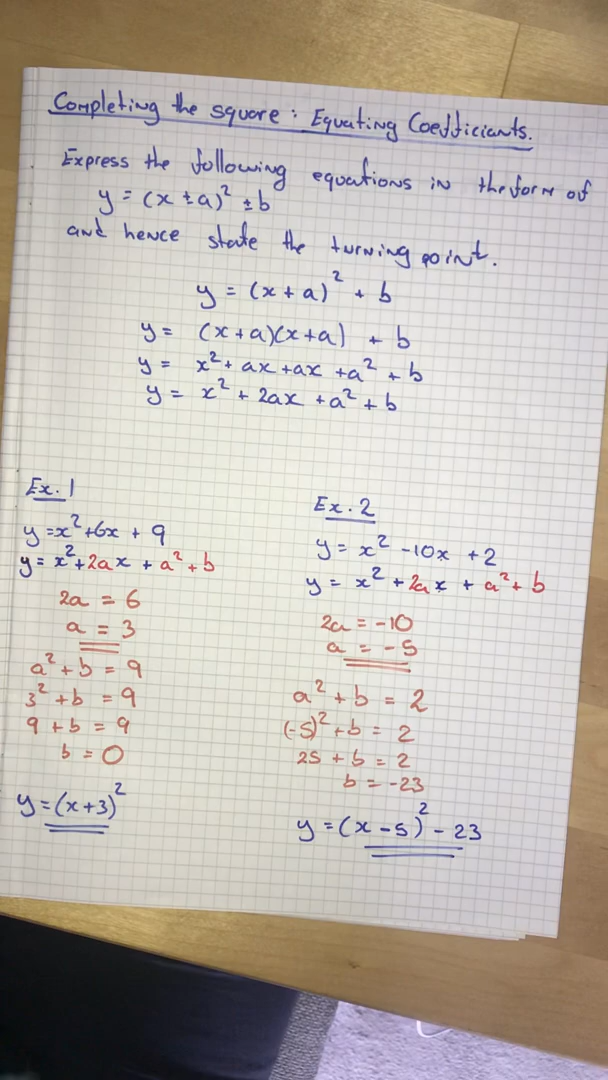 Completing the square: Equating Coefficients.
Express the following equations in the form of
y = (x ± a)² ± b
and hence state the turning point.
y = (x + a)² + b
y = (x+a)(x+a) + b
y = x² + ax + ax + a² + b
y = x² + 2ax + a² + b
Ex. 1
y = x² + 6x + 9
y = x² + 2ax + a² + b
2a = 6
a = 3
a² + b = 9
3² + b = 9
9 + b = 9
b = 0
y = (x+3)²
Ex. 2
y = x² - 10x + 2
y = x² + 2ax + a² + b
2a = -10
a = -5
a² + b = 2
(-5)² + b = 2
25 + b = 2
b = -23
y = (x - 5)² - 23